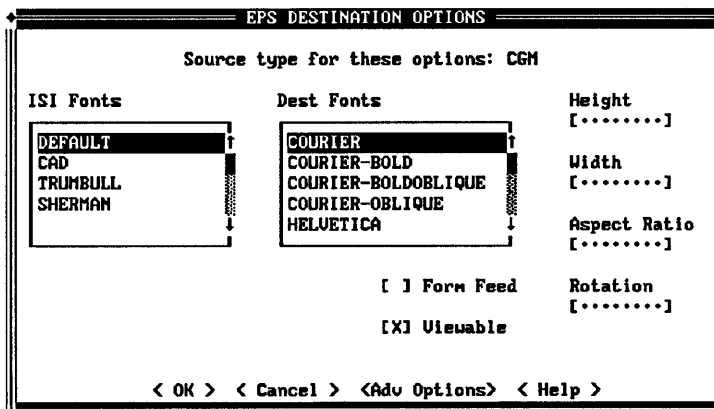 EPS DESTINATION OPTIONS
Source type for these options: CGM
ISI Fonts Dest Fonts Height
[········]
DEFAULT COURIER
CAD COURIER-BOLD Width
TRUMBULL COURIER-BOLDOBLIQUE [········]
SHERMAN COURIER-OBLIQUE
HELVETICA Aspect Ratio
[········]
[ ] Form Feed Rotation
[········]
[X] Viewable
< OK > < Cancel > <Adv Options> < Help >